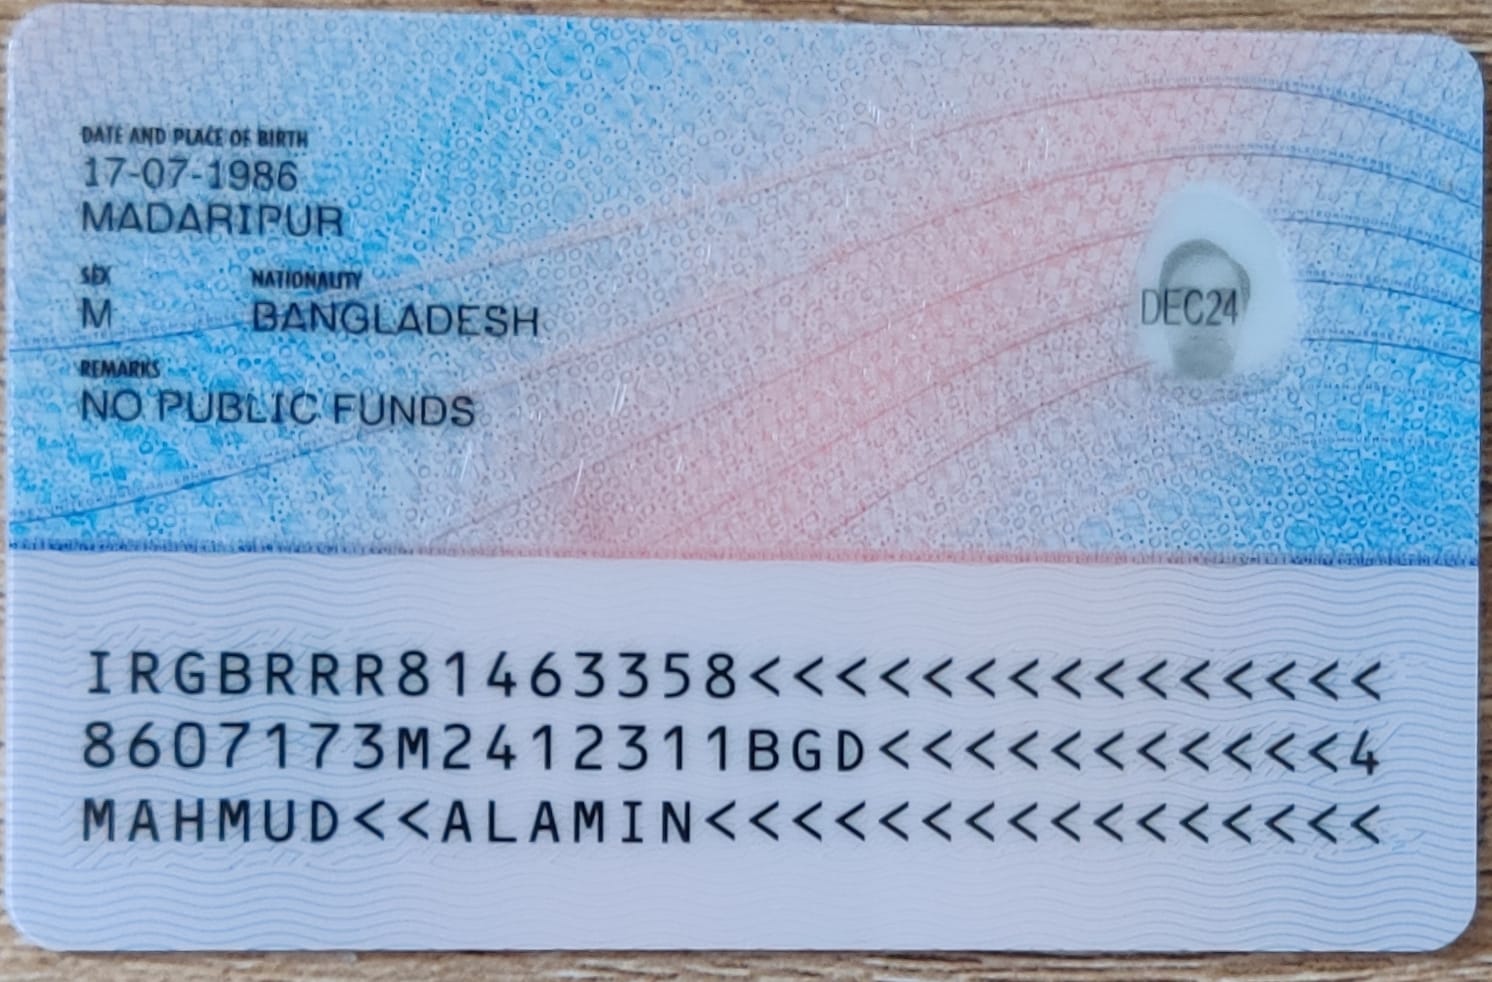 DATE AND PLACE OF BIRTH
17-07-1986
MADARIPUR
SEX NATIONALITY
M BANGLADESH
REMARKS
NO PUBLIC FUNDS
DEC24
IRGBRRR81463358<<<<<<<<<<<<<<<
8607173M2412311BGD<<<<<<<<<<<4
MAHMUD<<ALAMIN<<<<<<<<<<<<<<<<